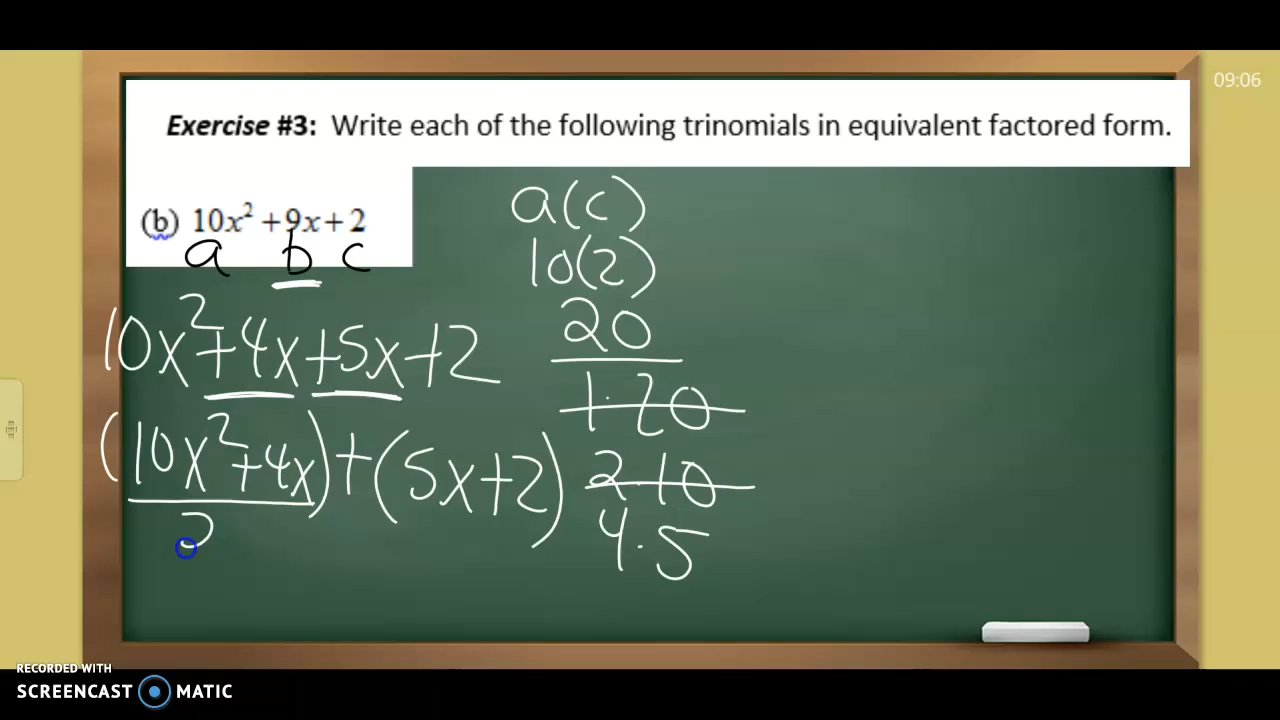 09:06
Exercise #3: Write each of the following trinomials in equivalent factored form.
(b) 10x² + 9x + 2
a b c
10x²+4x+5x+2
(10x²+4x)+(5x+2)
2
a(c)
10(2)
20
1·20
2·10
4·5
RECORDED WITH
SCREENCAST MATIC